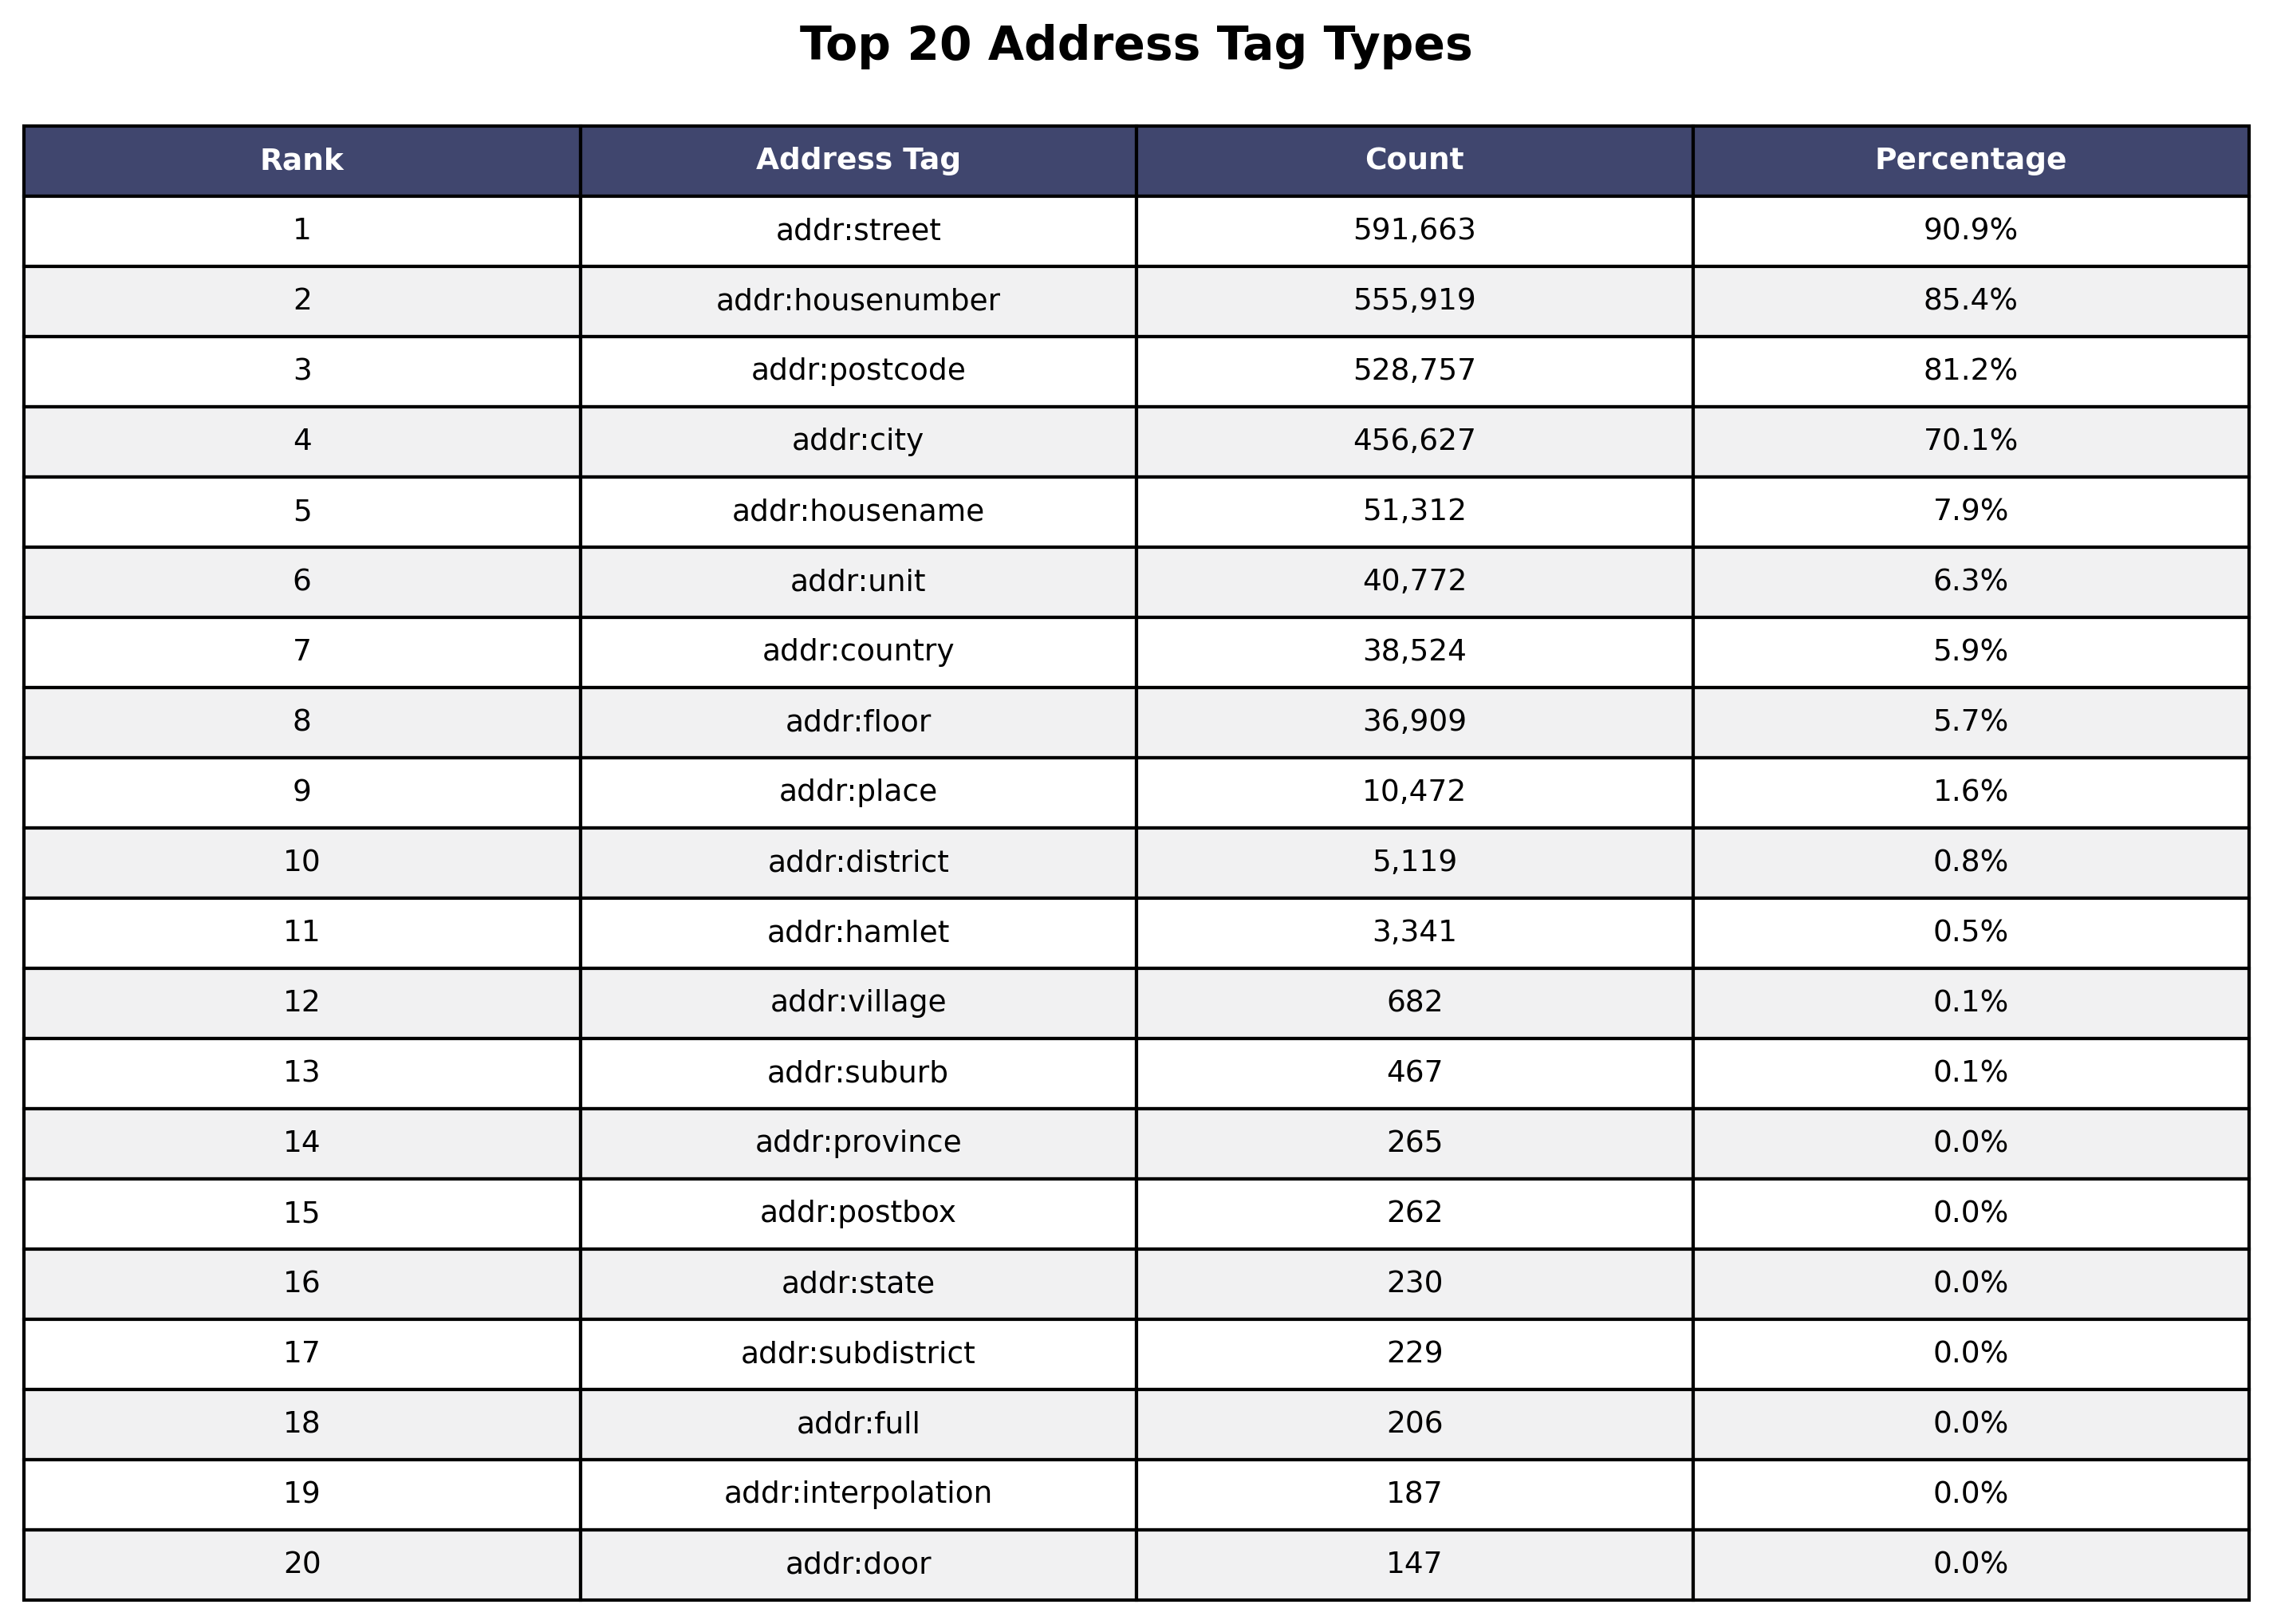 Top 20 Address Tag Types
Rank Address Tag Count Percentage
1 addr:street 591,663 90.9%
2 addr:housenumber 555,919 85.4%
3 addr:postcode 528,757 81.2%
4 addr:city 456,627 70.1%
5 addr:housename 51,312 7.9%
6 addr:unit 40,772 6.3%
7 addr:country 38,524 5.9%
8 addr:floor 36,909 5.7%
9 addr:place 10,472 1.6%
10 addr:district 5,119 0.8%
11 addr:hamlet 3,341 0.5%
12 addr:village 682 0.1%
13 addr:suburb 467 0.1%
14 addr:province 265 0.0%
15 addr:postbox 262 0.0%
16 addr:state 230 0.0%
17 addr:subdistrict 229 0.0%
18 addr:full 206 0.0%
19 addr:interpolation 187 0.0%
20 addr:door 147 0.0%